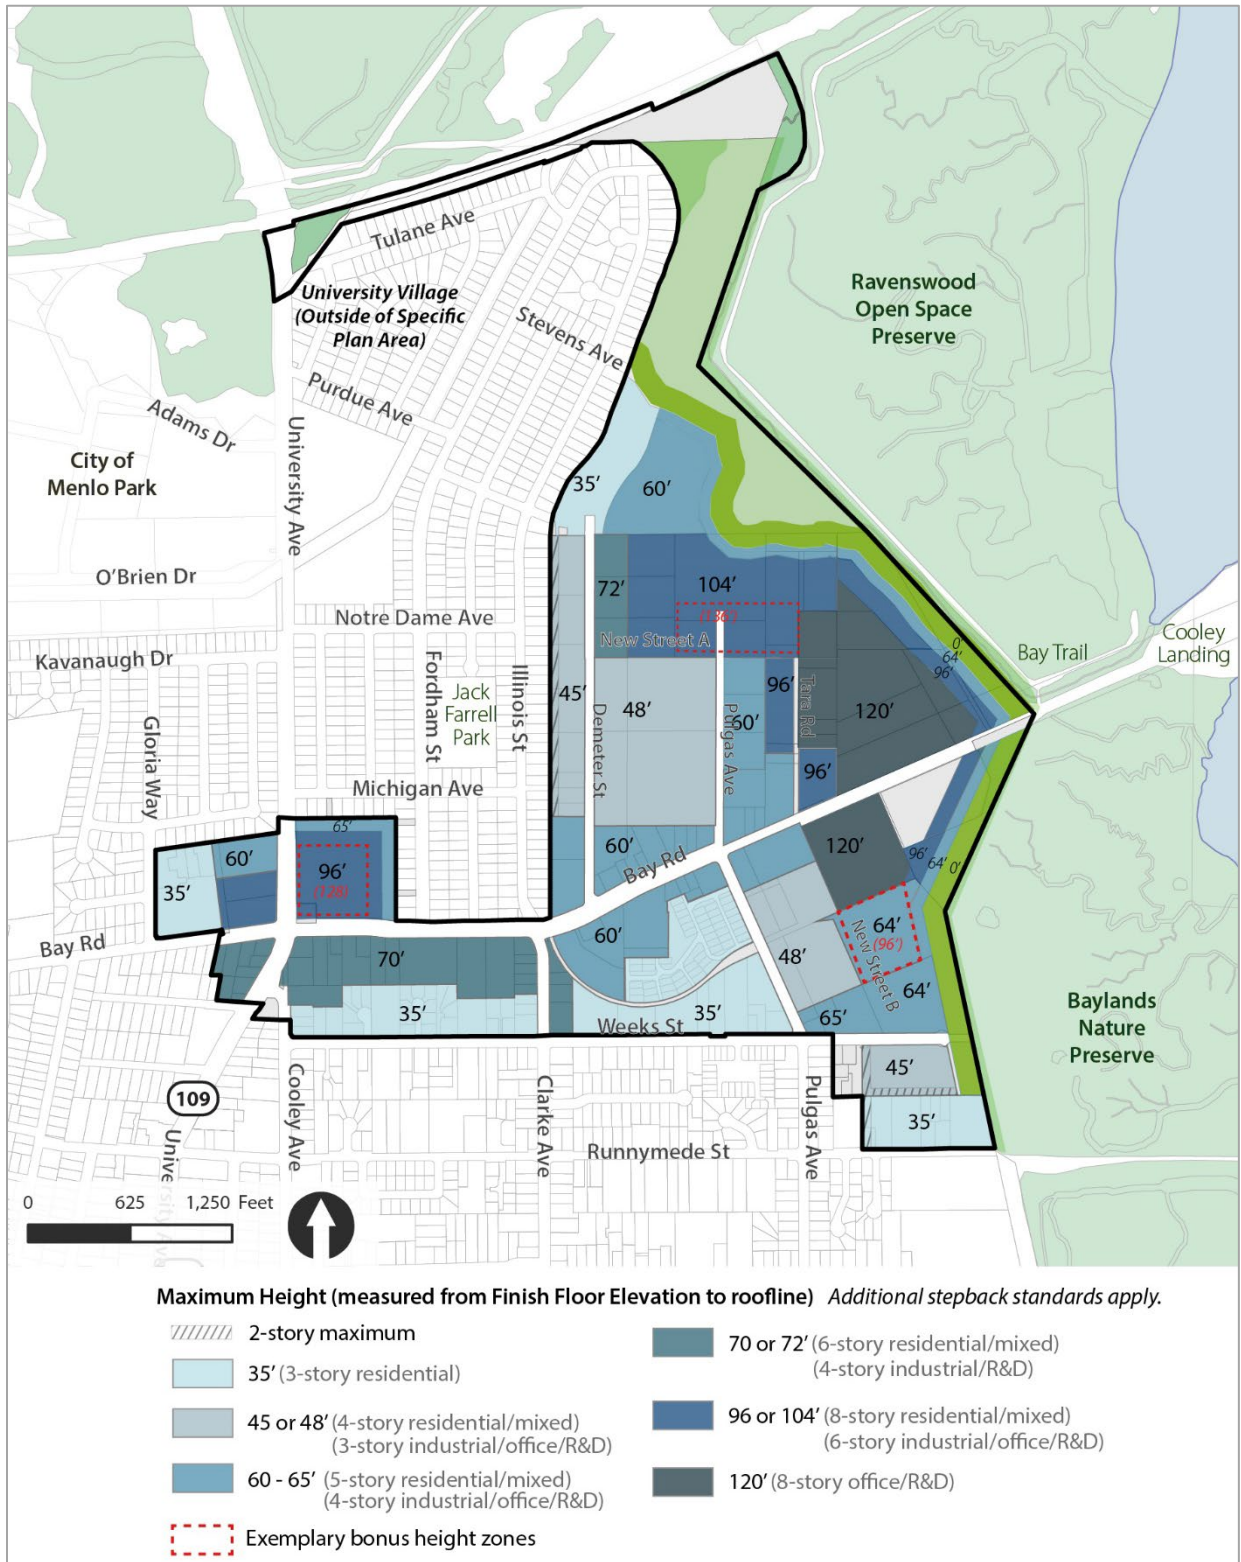 Tulane Ave
University Village
(Outside of Specific
Plan Area)
Stevens Ave
Purdue Ave
Adams Dr
University Ave
City of
Menlo Park
Ravenswood
Open Space
Preserve
35'
60'
O'Brien Dr
72'
104'
(136')
Notre Dame Ave
New Street A
Kavanaugh Dr
Fordham St
Illinois St
Jack
Farrell
Park
45'
Demeter St
48'
Pulgas Ave
60'
96'
Tara Rd
120'
0'
64'
96'
Bay Trail
Cooley
Landing
Gloria Way
Michigan Ave
96'
65'
60'
35'
96'
(128)
60'
Bay Rd
120'
96'
64'
0'
Bay Rd
70'
60'
48'
64'
(96')
New Street B
64'
35'
35'
65'
Weeks St
Baylands
Nature
Preserve
45'
35'
109
University Ave
Cooley Ave
Clarke Ave
Pulgas Ave
Runnymede St
0 625 1,250 Feet
Maximum Height (measured from Finish Floor Elevation to roofline) Additional stepback standards apply.
2-story maximum
35' (3-story residential)
45 or 48' (4-story residential/mixed)
(3-story industrial/office/R&D)
60 - 65' (5-story residential/mixed)
(4-story industrial/office/R&D)
Exemplary bonus height zones
70 or 72' (6-story residential/mixed)
(4-story industrial/R&D)
96 or 104' (8-story residential/mixed)
(6-story industrial/office/R&D)
120' (8-story office/R&D)